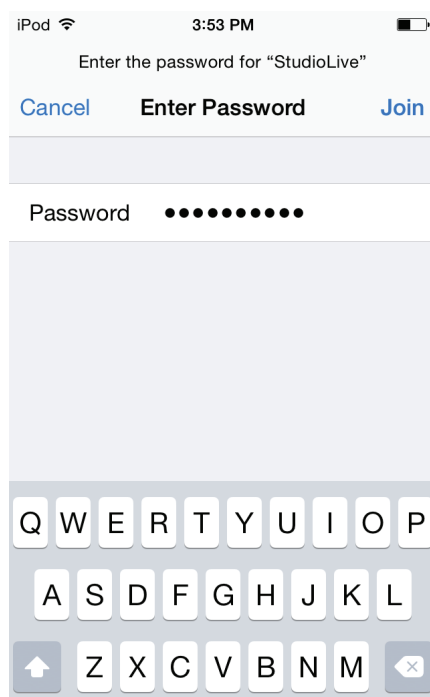 iPod 3:53 PM
Enter the password for “StudioLive”
Cancel Enter Password Join
Password ••••••••••
Q W E R T Y U I O P
A S D F G H J K L
Z X C V B N M